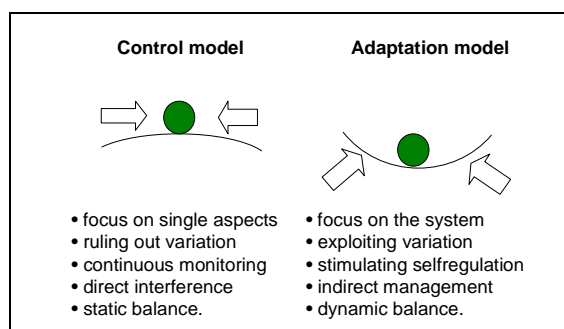 Control model
• focus on single aspects
• ruling out variation
• continuous monitoring
• direct interference
• static balance.
Adaptation model
• focus on the system
• exploiting variation
• stimulating selfregulation
• indirect management
• dynamic balance.